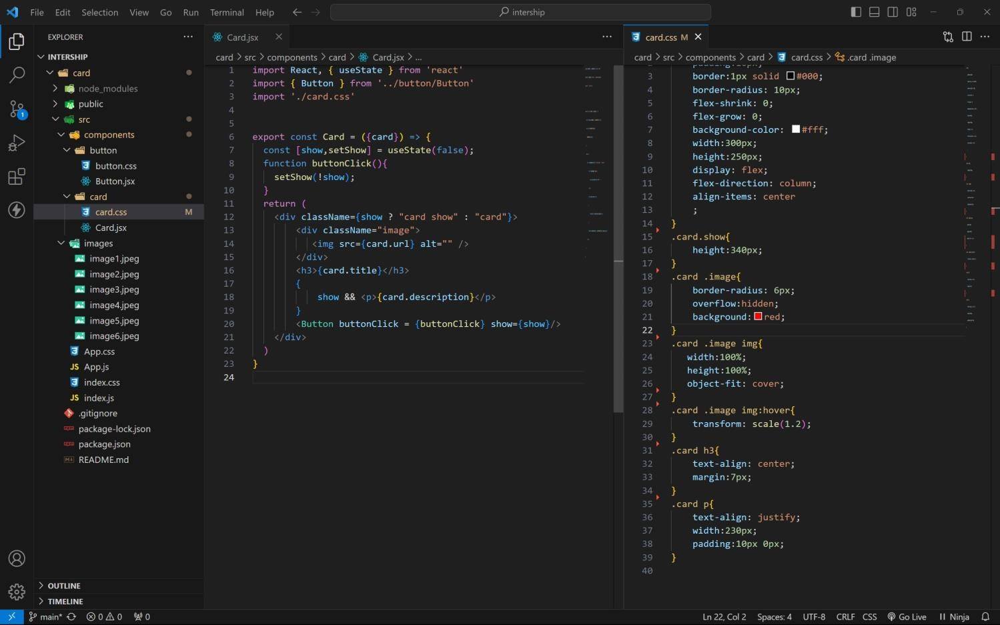 File Edit Selection View Go Run Terminal Help
intership
EXPLORER
INTERSHIP
card
node_modules
public
src
components
button
button.css
Button.jsx
card
card.css M
Card.jsx
images
image1.jpeg
image2.jpeg
image3.jpeg
image4.jpeg
image5.jpeg
image6.jpeg
App.css
JS App.js
index.css
JS index.js
.gitignore
package-lock.json
package.json
README.md
OUTLINE
TIMELINE
Card.jsx
card > src > components > card > Card.jsx > ...
1 import React, { useState } from 'react'
2 import { Button } from '../button/Button'
3 import './card.css'
4
5
6 export const Card = ({card}) => {
7 const [show,setShow] = useState(false);
8 function buttonClick(){
9 setShow(!show);
10 }
11 return (
12 <div className={show ? "card show" : "card"}>
13 <div className="image">
14 <img src={card.url} alt="" />
15 </div>
16 <h3>{card.title}</h3>
17 {
18 show && <p>{card.description}</p>
19 }
20 <Button buttonClick = {buttonClick} show={show}/>
21 </div>
22 )
23 }
24
card.css M
card > src > components > card > card.css > .card .image
3 border:1px solid #000;
4 border-radius: 10px;
5 flex-shrink: 0;
6 flex-grow: 0;
7 background-color: #fff;
8 width:300px;
9 height:250px;
10 display: flex;
11 flex-direction: column;
12 align-items: center
13 ;
14 }
15 .card.show{
16 height:340px;
17 }
18 .card .image{
19 border-radius: 6px;
20 overflow:hidden;
21 background:red;
22 }
23 .card .image img{
24 width:100%;
25 height:100%;
26 object-fit: cover;
27 }
28 .card .image img:hover{
29 transform: scale(1.2);
30 }
31 .card h3{
32 text-align: center;
33 margin:7px;
34 }
35 .card p{
36 text-align: justify;
37 width:230px;
38 padding:10px 0px;
39 }
40
main* 0 0 0 Ln 22, Col 2 Spaces: 4 UTF-8 CRLF CSS Go Live Ninja